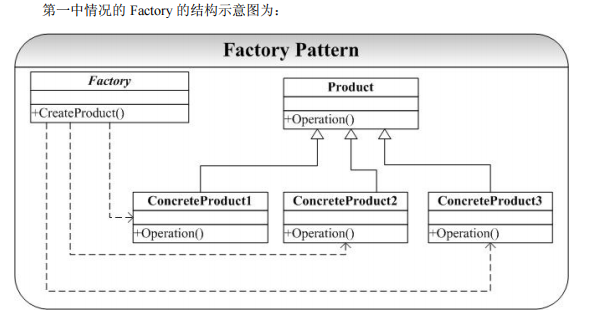 第一中情况的 Factory 的结构示意图为:
Factory Pattern
Factory
+CreateProduct()
Product
+Operation()
ConcreteProduct1
+Operation()
ConcreteProduct2
+Operation()
ConcreteProduct3
+Operation()